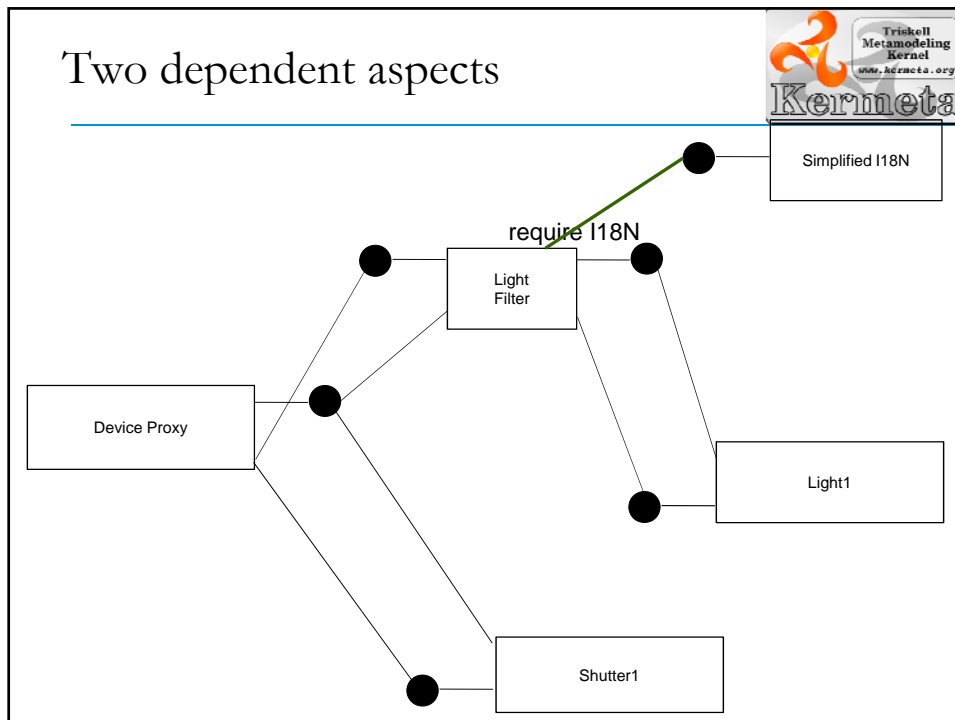 Two dependent aspects
Triskell
Metamodeling
Kernel
www.kermeta.org
Kermeta
Simplified I18N
require I18N
Light
Filter
Device Proxy
Light1
Shutter1